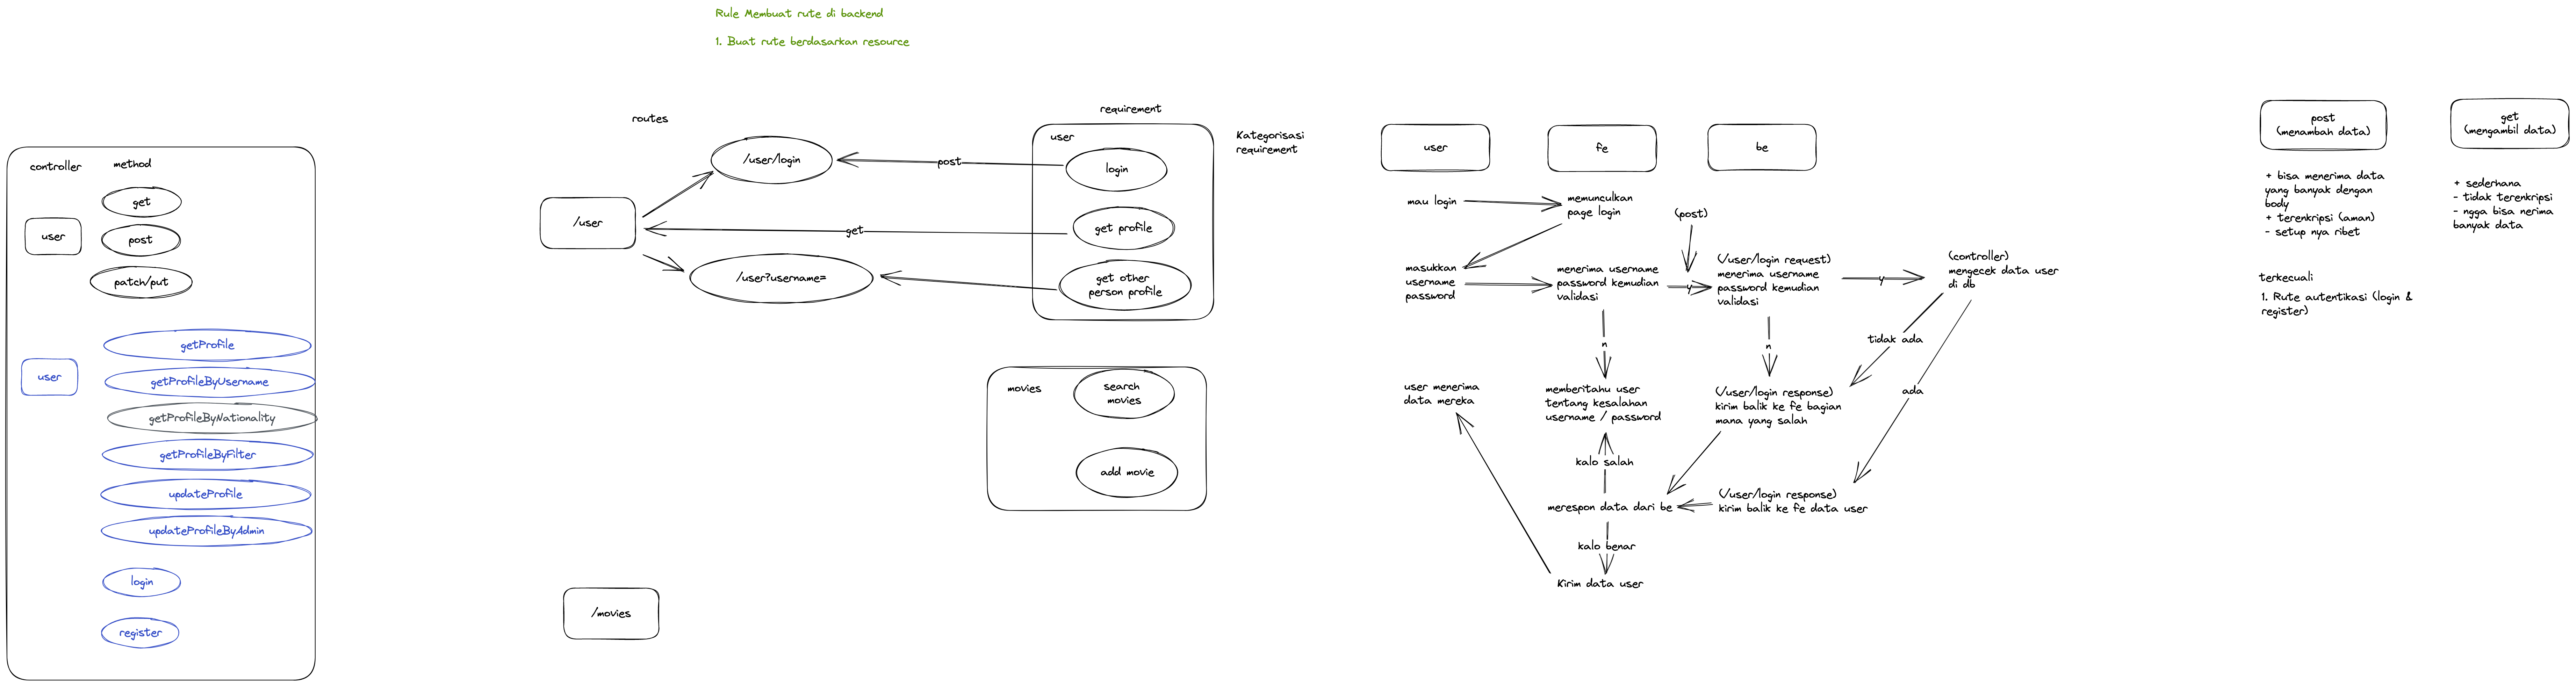 Rule Membuat rute di backend
1. Buat rute berdasarkan resource
controller
method
get
user
post
patch/put
getProfile
user
getProfileByUsername
getProfileByNationality
getProfileByFilter
updateProfile
updateProfileByAdmin
login
register
routes
/user/login
/user
/user?username=
post
get
/movies
requirement
user
login
get profile
get other
person profile
Kategorisasi
requirement
movies
search
movies
add movie
user
fe
be
mau login
memunculkan
page login
(post)
masukkan
username
password
menerima username
password kemudian
validasi
y
(/user/login request)
menerima username
password kemudian
validasi
y
(controller)
mengecek data user
di db
n
n
tidak ada
ada
user menerima
data mereka
memberitahu user
tentang kesalahan
username / password
(/user/login response)
kirim balik ke fe bagian
mana yang salah
kalo salah
merespon data dari be
(/user/login response)
kirim balik ke fe data user
kalo benar
Kirim data user
post
(menambah data)
+ bisa menerima data
yang banyak dengan
body
+ terenkripsi (aman)
- setup nya ribet
get
(mengambil data)
+ sederhana
- tidak terenkripsi
- ngga bisa nerima
banyak data
terkecuali
1. Rute autentikasi (login &
register)